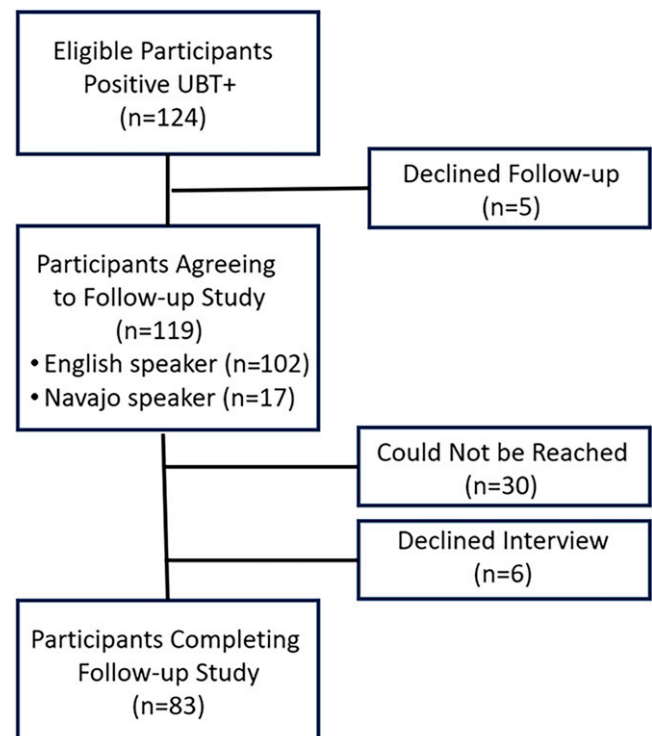 Eligible Participants
Positive UBT+
(n=124)
Declined Follow-up
(n=5)
Participants Agreeing
to Follow-up Study
(n=119)
• English speaker (n=102)
• Navajo speaker (n=17)
Could Not be Reached
(n=30)
Declined Interview
(n=6)
Participants Completing
Follow-up Study
(n=83)